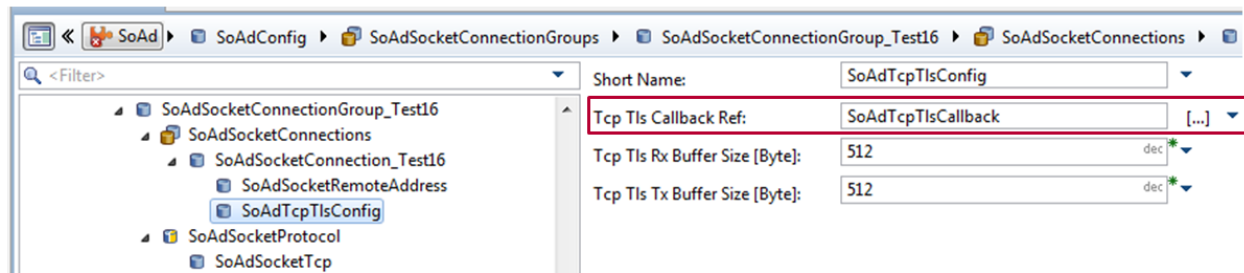 SoAd SoAdConfig SoAdSocketConnectionGroups SoAdSocketConnectionGroup_Test16 SoAdSocketConnections
<Filter>
SoAdSocketConnectionGroup_Test16
SoAdSocketConnections
SoAdSocketConnection_Test16
SoAdSocketRemoteAddress
SoAdTcpTlsConfig
SoAdSocketProtocol
SoAdSocketTcp
Short Name: SoAdTcpTlsConfig
Tcp Tls Callback Ref: SoAdTcpTlsCallback [...]
Tcp Tls Rx Buffer Size [Byte]: 512 dec
Tcp Tls Tx Buffer Size [Byte]: 512 dec